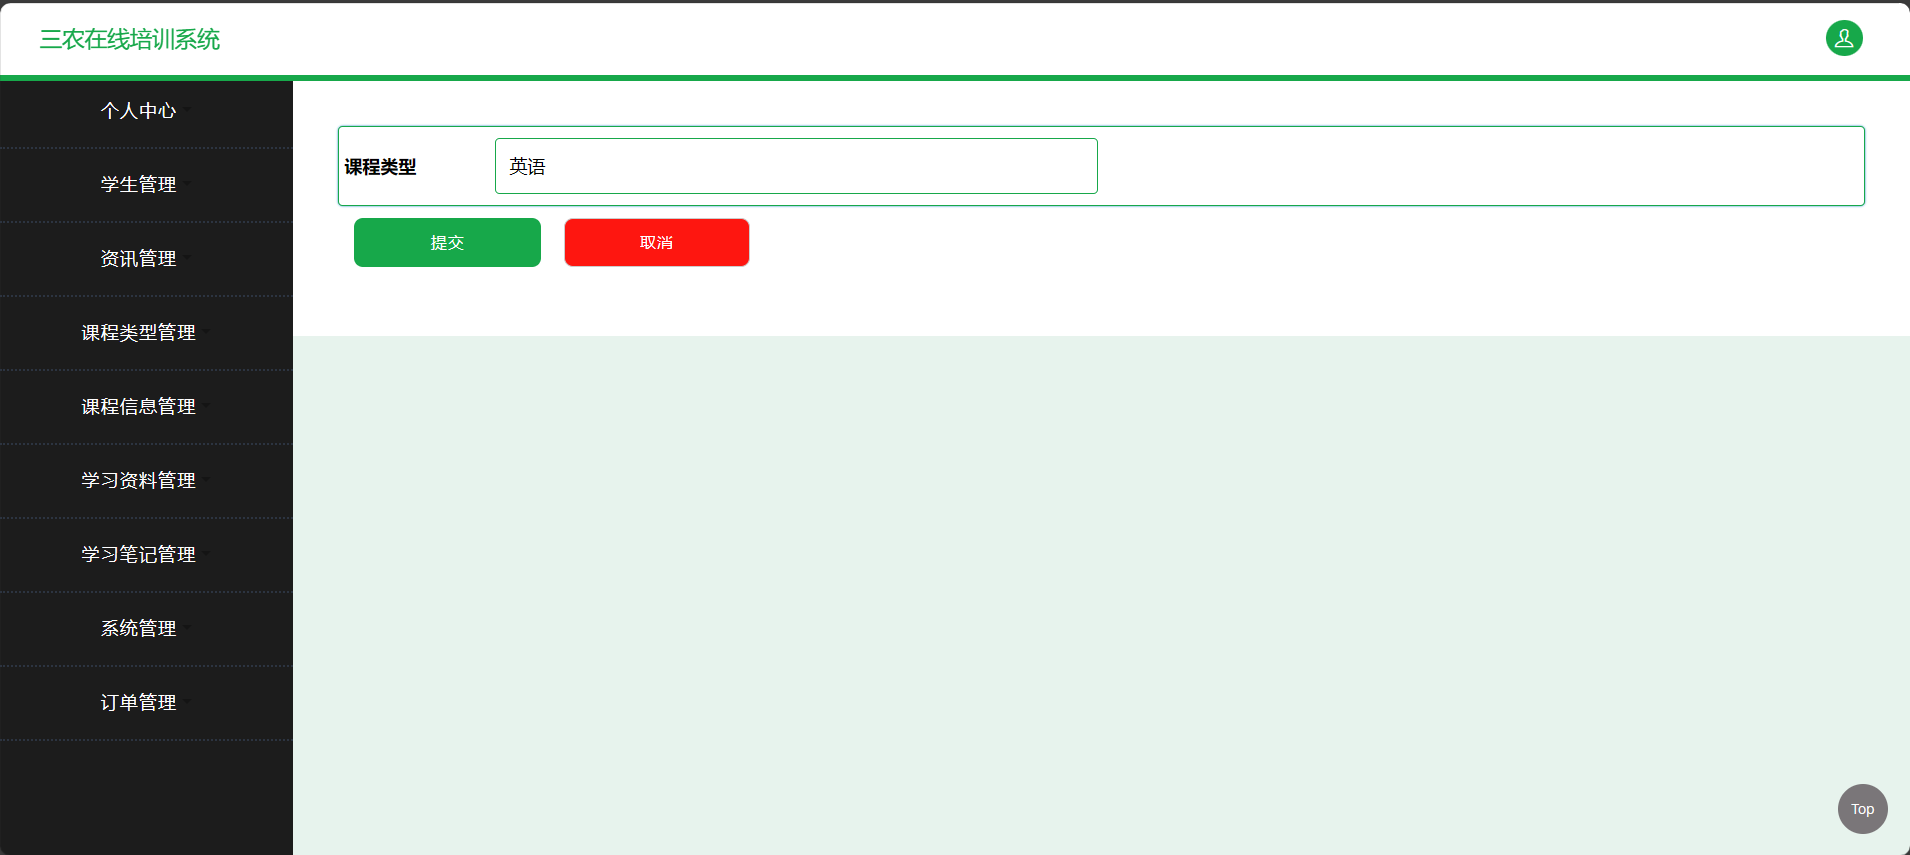 三农在线培训系统
个人中心
学生管理
资讯管理
课程类型管理
课程信息管理
学习资料管理
学习笔记管理
系统管理
订单管理
课程类型
英语
提交
取消
Top